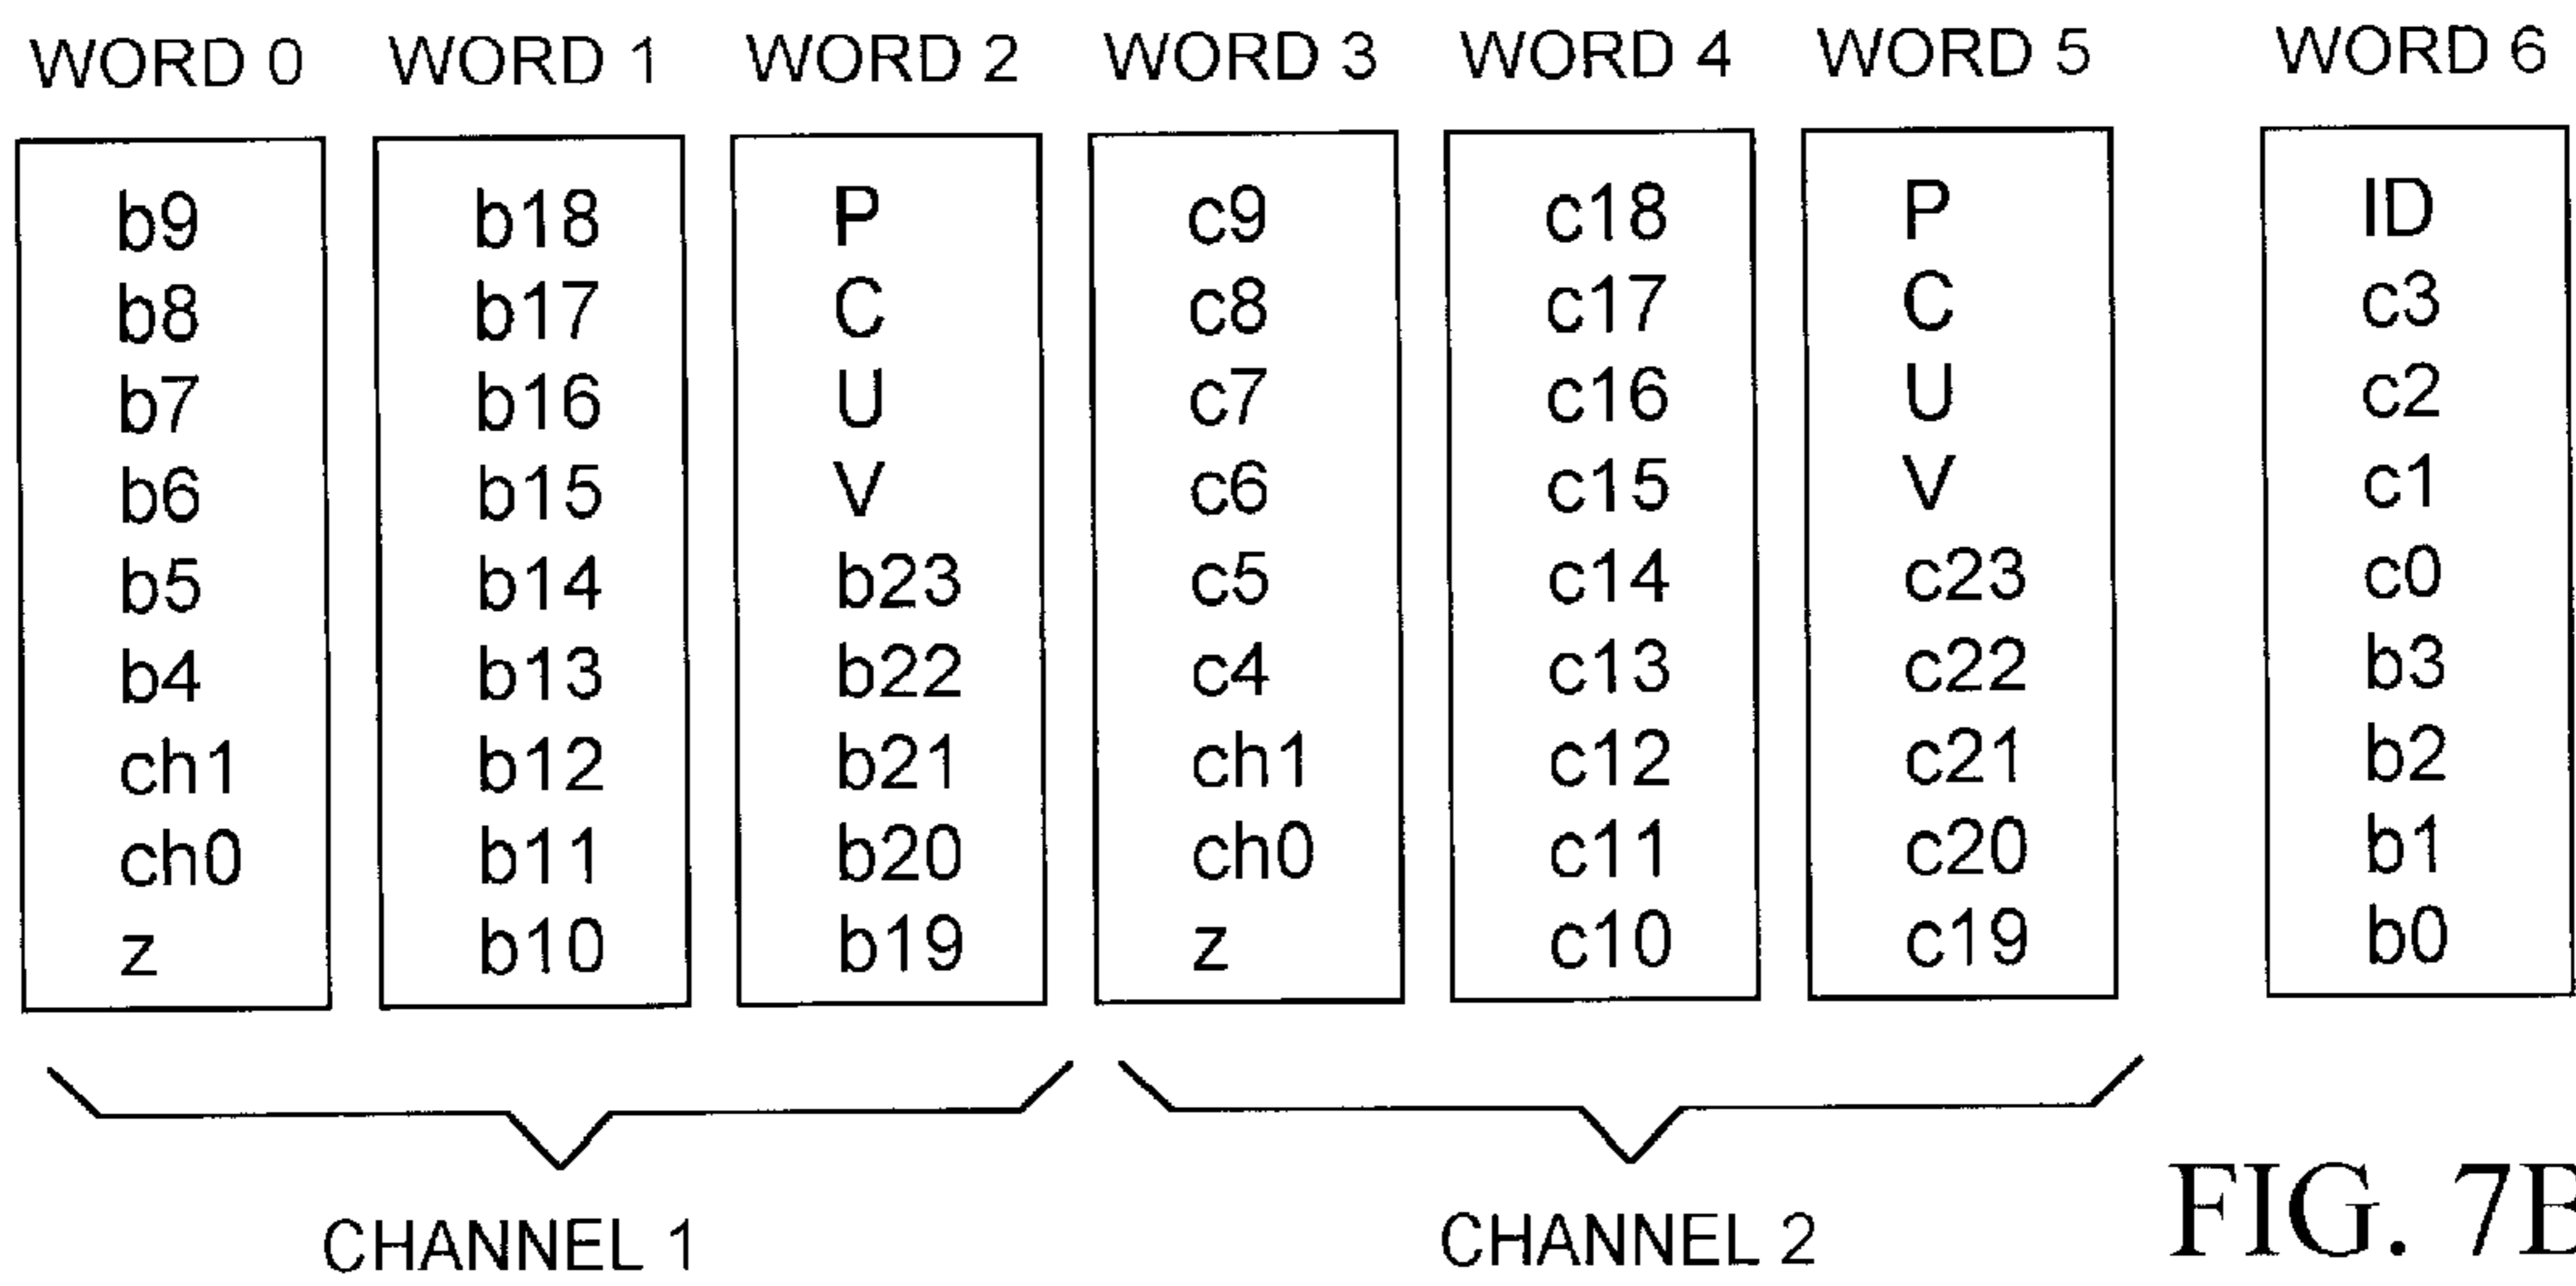 WORD 0 WORD 1 WORD 2 WORD 3 WORD 4 WORD 5 WORD 6
b9 b18 P c9 c18 P ID
b8 b17 C c8 c17 C c3
b7 b16 U c7 c16 U c2
b6 b15 V c6 c15 V c1
b5 b14 b23 c5 c14 c23 c0
b4 b13 b22 c4 c13 c22 b3
ch1 b12 b21 ch1 c12 c21 b2
ch0 b11 b20 ch0 c11 c20 b1
z b10 b19 z c10 c19 b0
CHANNEL 1 CHANNEL 2
FIG. 7B